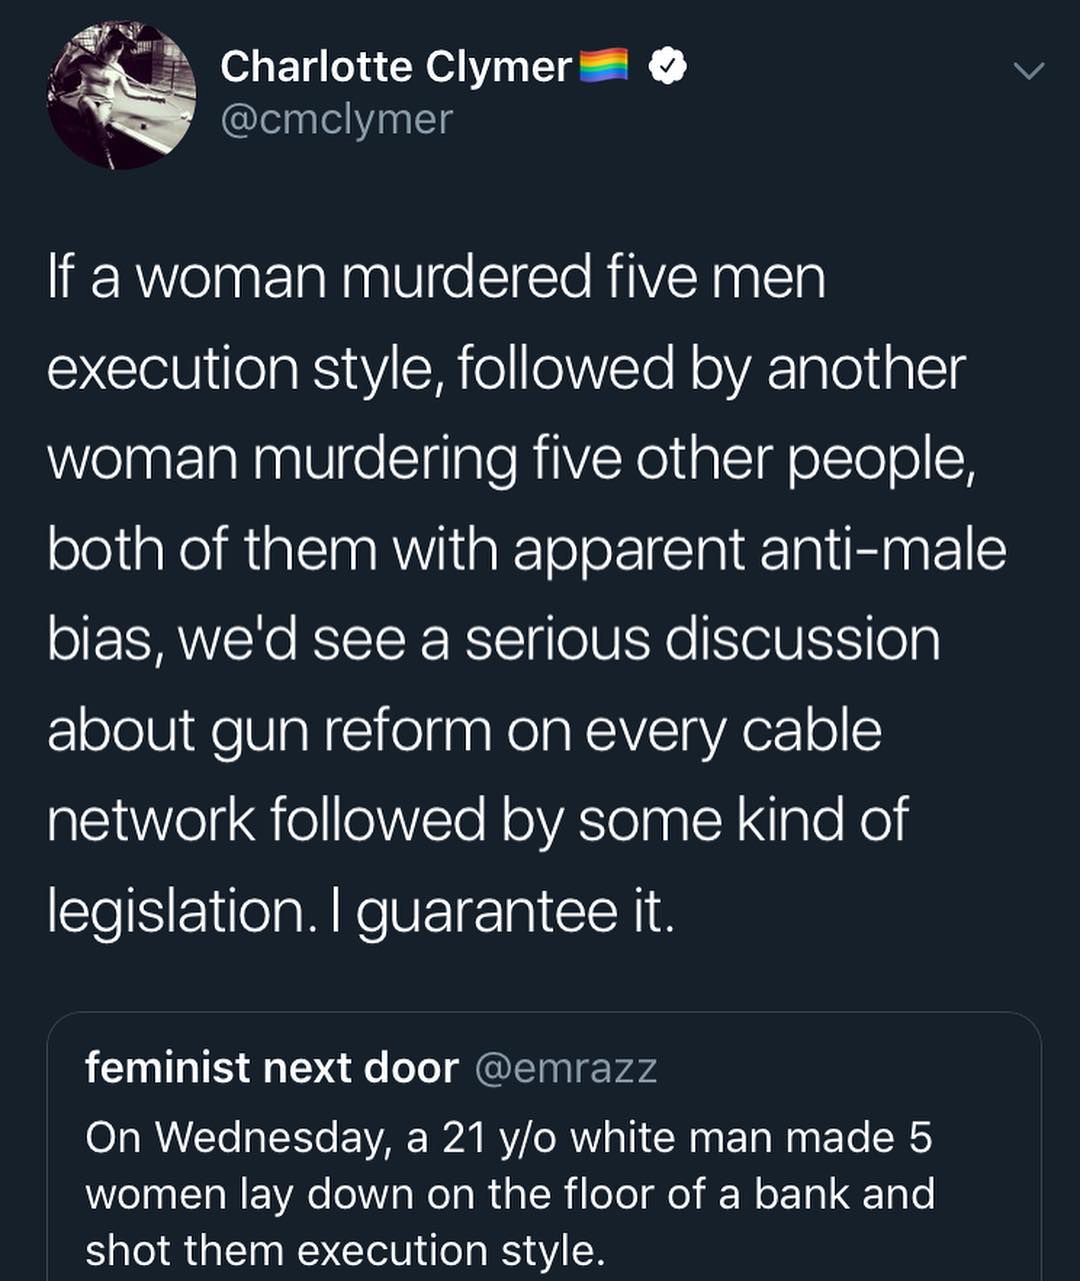 Charlotte Clymer🏳️‍🌈
@cmclymer
If a woman murdered five men
execution style, followed by another
woman murdering five other people,
both of them with apparent anti-male
bias, we'd see a serious discussion
about gun reform on every cable
network followed by some kind of
legislation. I guarantee it.
feminist next door @emrazz
On Wednesday, a 21 y/o white man made 5
women lay down on the floor of a bank and
shot them execution style.